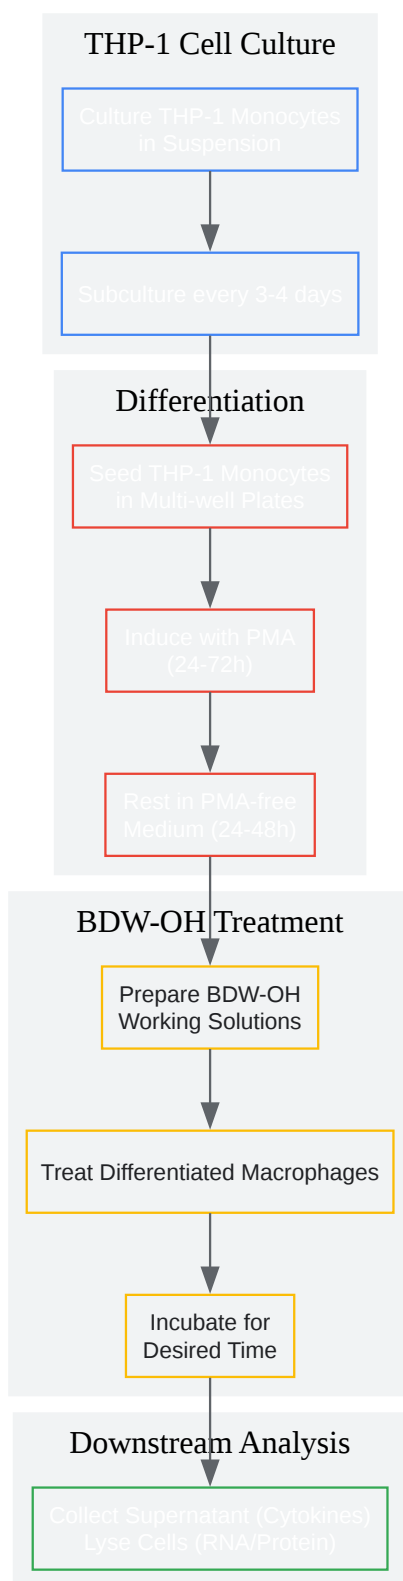 THP-1 Cell Culture
Culture THP-1 Monocytes
in Suspension
Subculture every 3-4 days
Differentiation
Seed THP-1 Monocytes
in Multi-well Plates
Induce with PMA
(24-72h)
Rest in PMA-free
Medium (24-48h)
BDW-OH Treatment
Prepare BDW-OH
Working Solutions
Treat Differentiated Macrophages
Incubate for
Desired Time
Downstream Analysis
Collect Supernatant (Cytokines)
Lyse Cells (RNA/Protein)